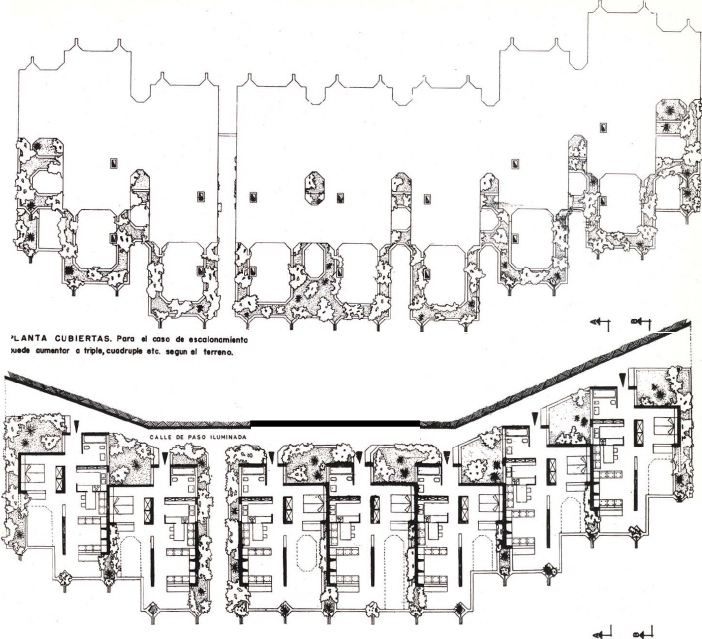 PLANTA CUBIERTAS. Para el caso de escalonamiento
puede aumentar a triple, cuadruple etc. segun el terreno.
A B
CALLE DE PASO ILUMINADA
A B